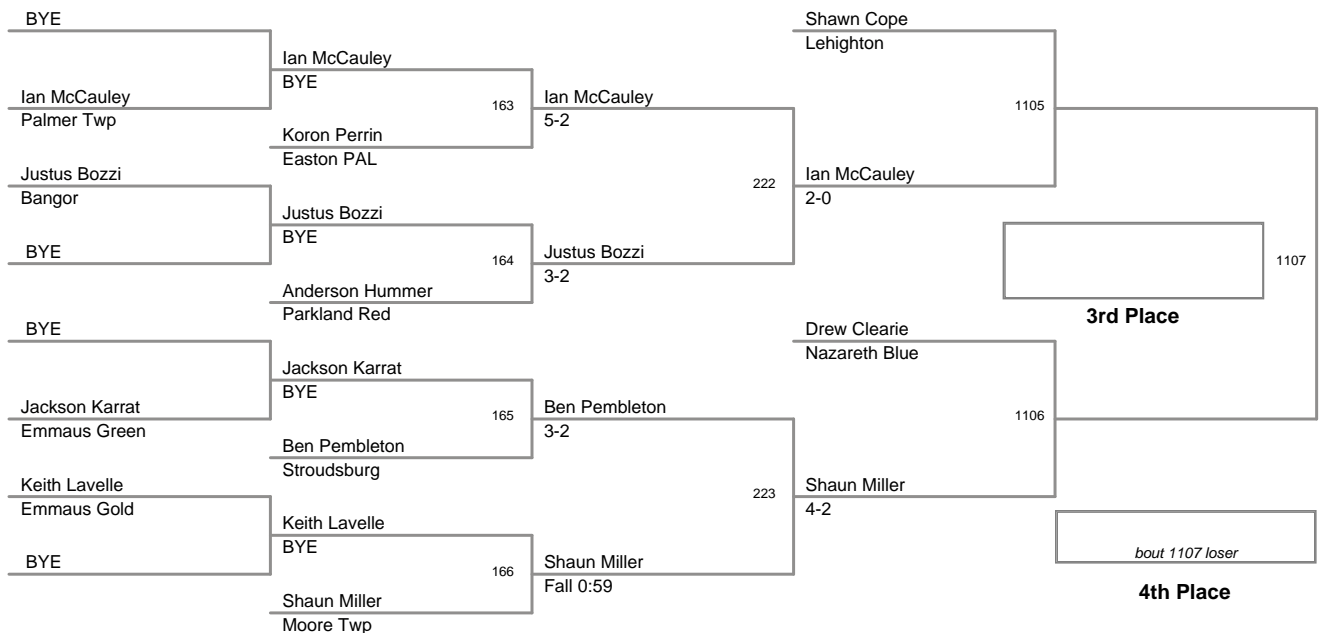 BYE
Ian McCauley
Palmer Twp
Justus Bozzi
Bangor
BYE
BYE
Jackson Karrat
Emmaus Green
Keith Lavelle
Emmaus Gold
BYE
Ian McCauley
BYE
163
Koron Perrin
Easton PAL
Justus Bozzi
BYE
164
Anderson Hummer
Parkland Red
Jackson Karrat
BYE
165
Ben Pembleton
Stroudsburg
Keith Lavelle
BYE
166
Shaun Miller
Moore Twp
Ian McCauley
5-2
222
Justus Bozzi
3-2
Ben Pembleton
3-2
223
Shaun Miller
Fall 0:59
Shawn Cope
Lehighton
1105
Ian McCauley
2-0
Drew Clearie
Nazareth Blue
1106
Shaun Miller
4-2
1107
3rd Place
bout 1107 loser
4th Place